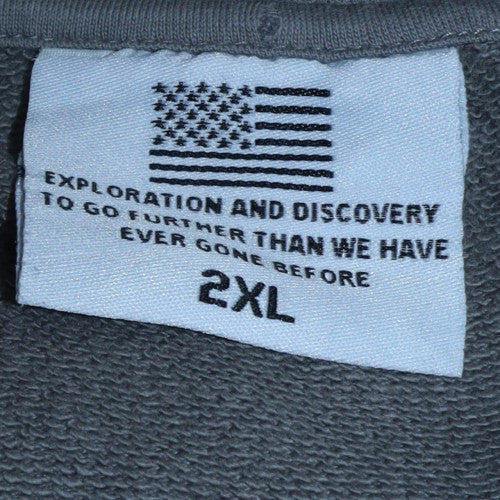 EXPLORATION AND DISCOVERY
TO GO FURTHER THAN WE HAVE
EVER GONE BEFORE
2XL